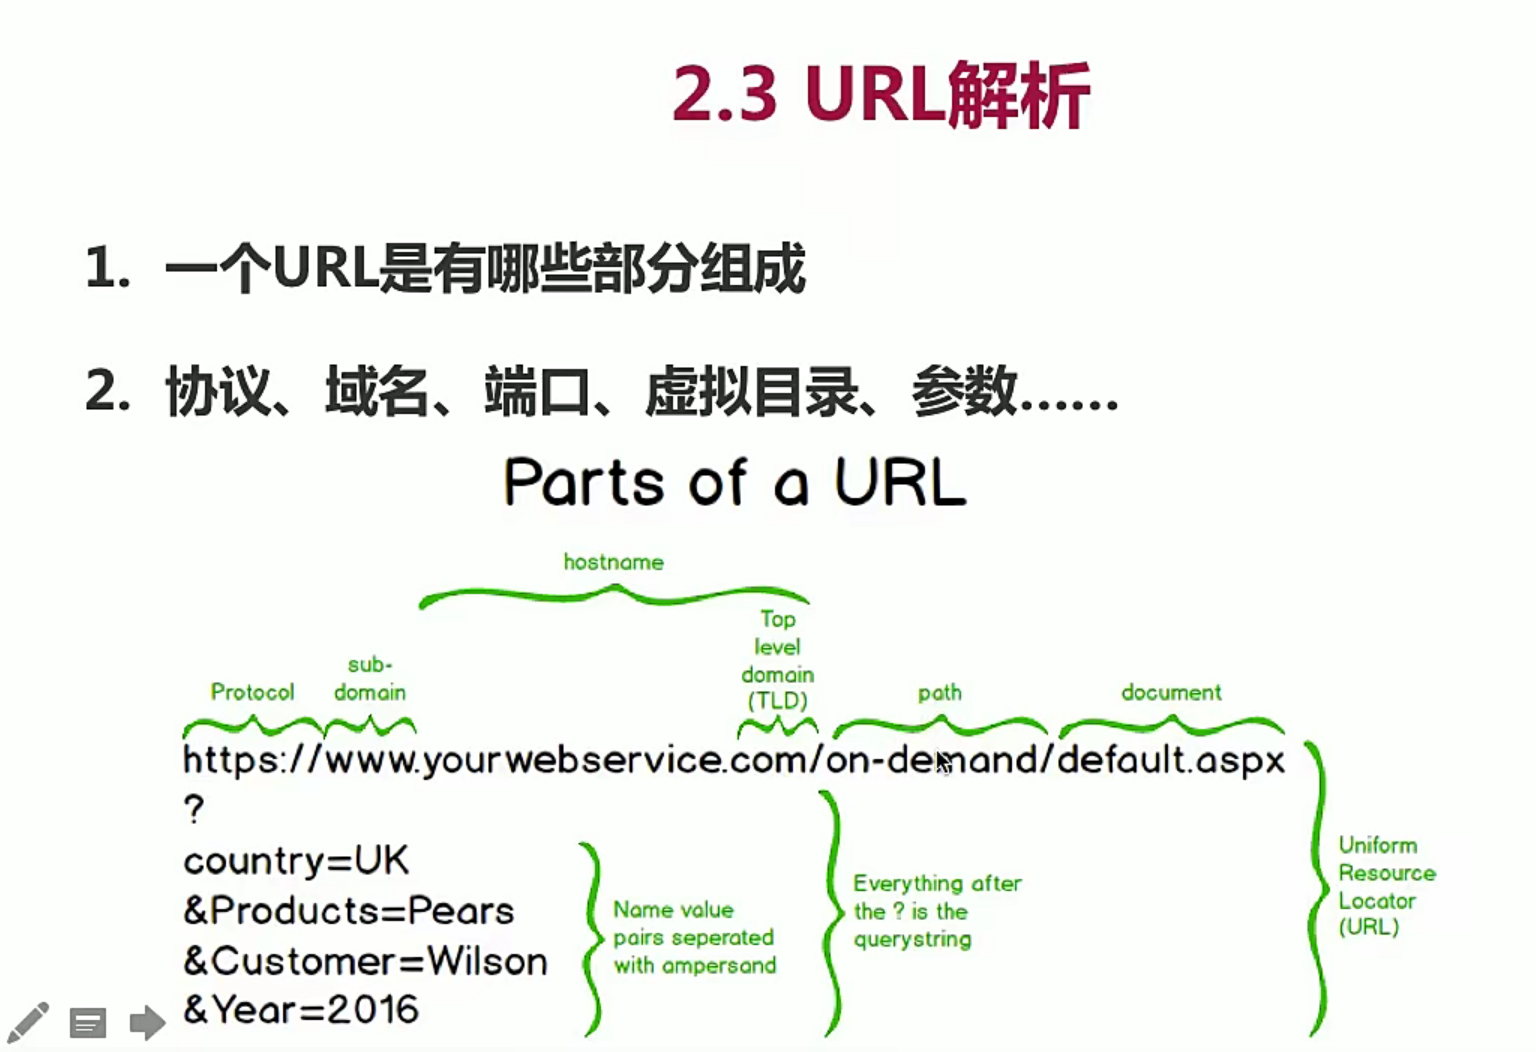 2.3 URL解析
1. 一个URL是有哪些部分组成
2. 协议、域名、端口、虚拟目录、参数......
Parts of a URL
hostname
Top
level
domain
(TLD)
sub-
domain
Protocol
path
document
https://www.yourwebservice.com/on-demand/default.aspx
?
country=UK
&Products=Pears
&Customer=Wilson
&Year=2016
Name value
pairs seperated
with ampersand
Everything after
the ? is the
querystring
Uniform
Resource
Locator
(URL)